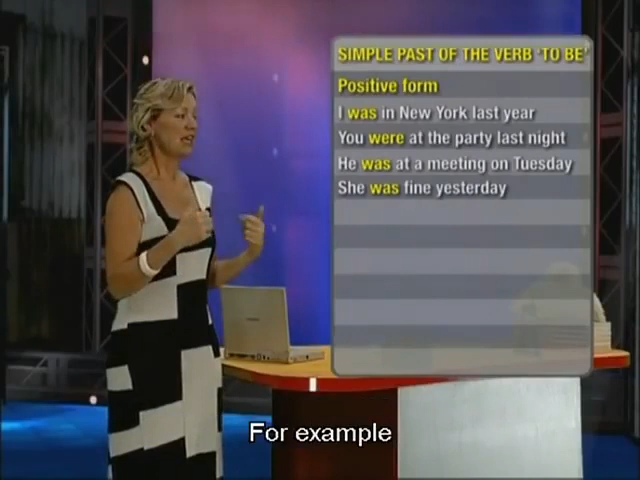 SIMPLE PAST OF THE VERB 'TO BE'
Positive form
I was in New York last year
You were at the party last night
He was at a meeting on Tuesday
She was fine yesterday
For example